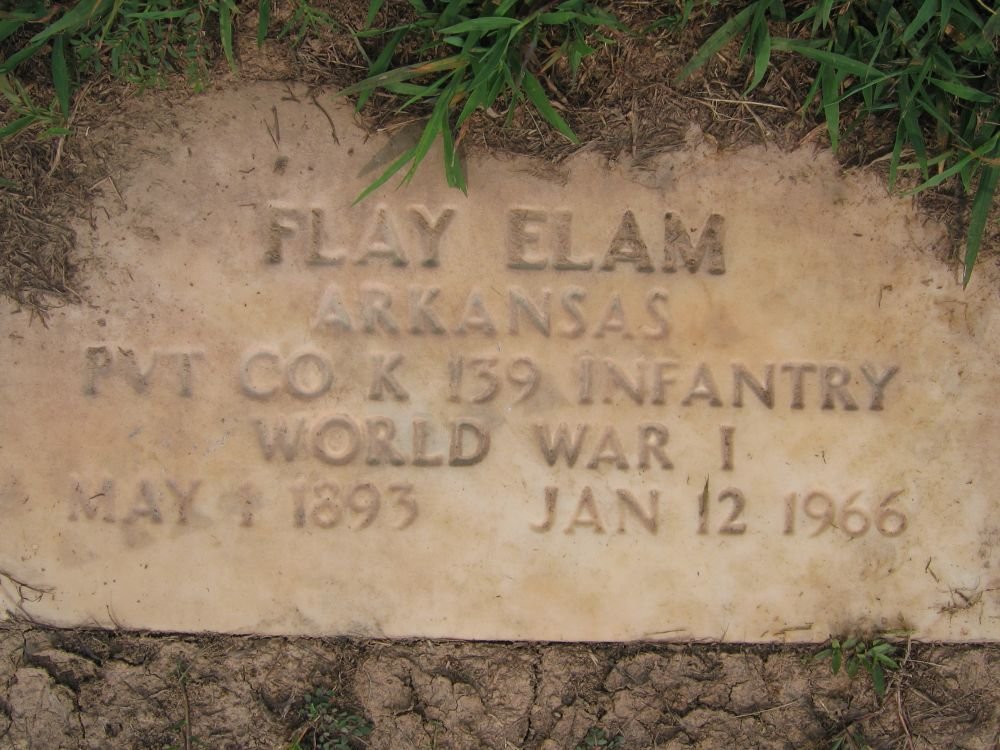 FLAY ELAM
ARKANSAS
PVT CO K 139 INFANTRY
WORLD WAR I
MAY 1 1893 JAN 12 1966